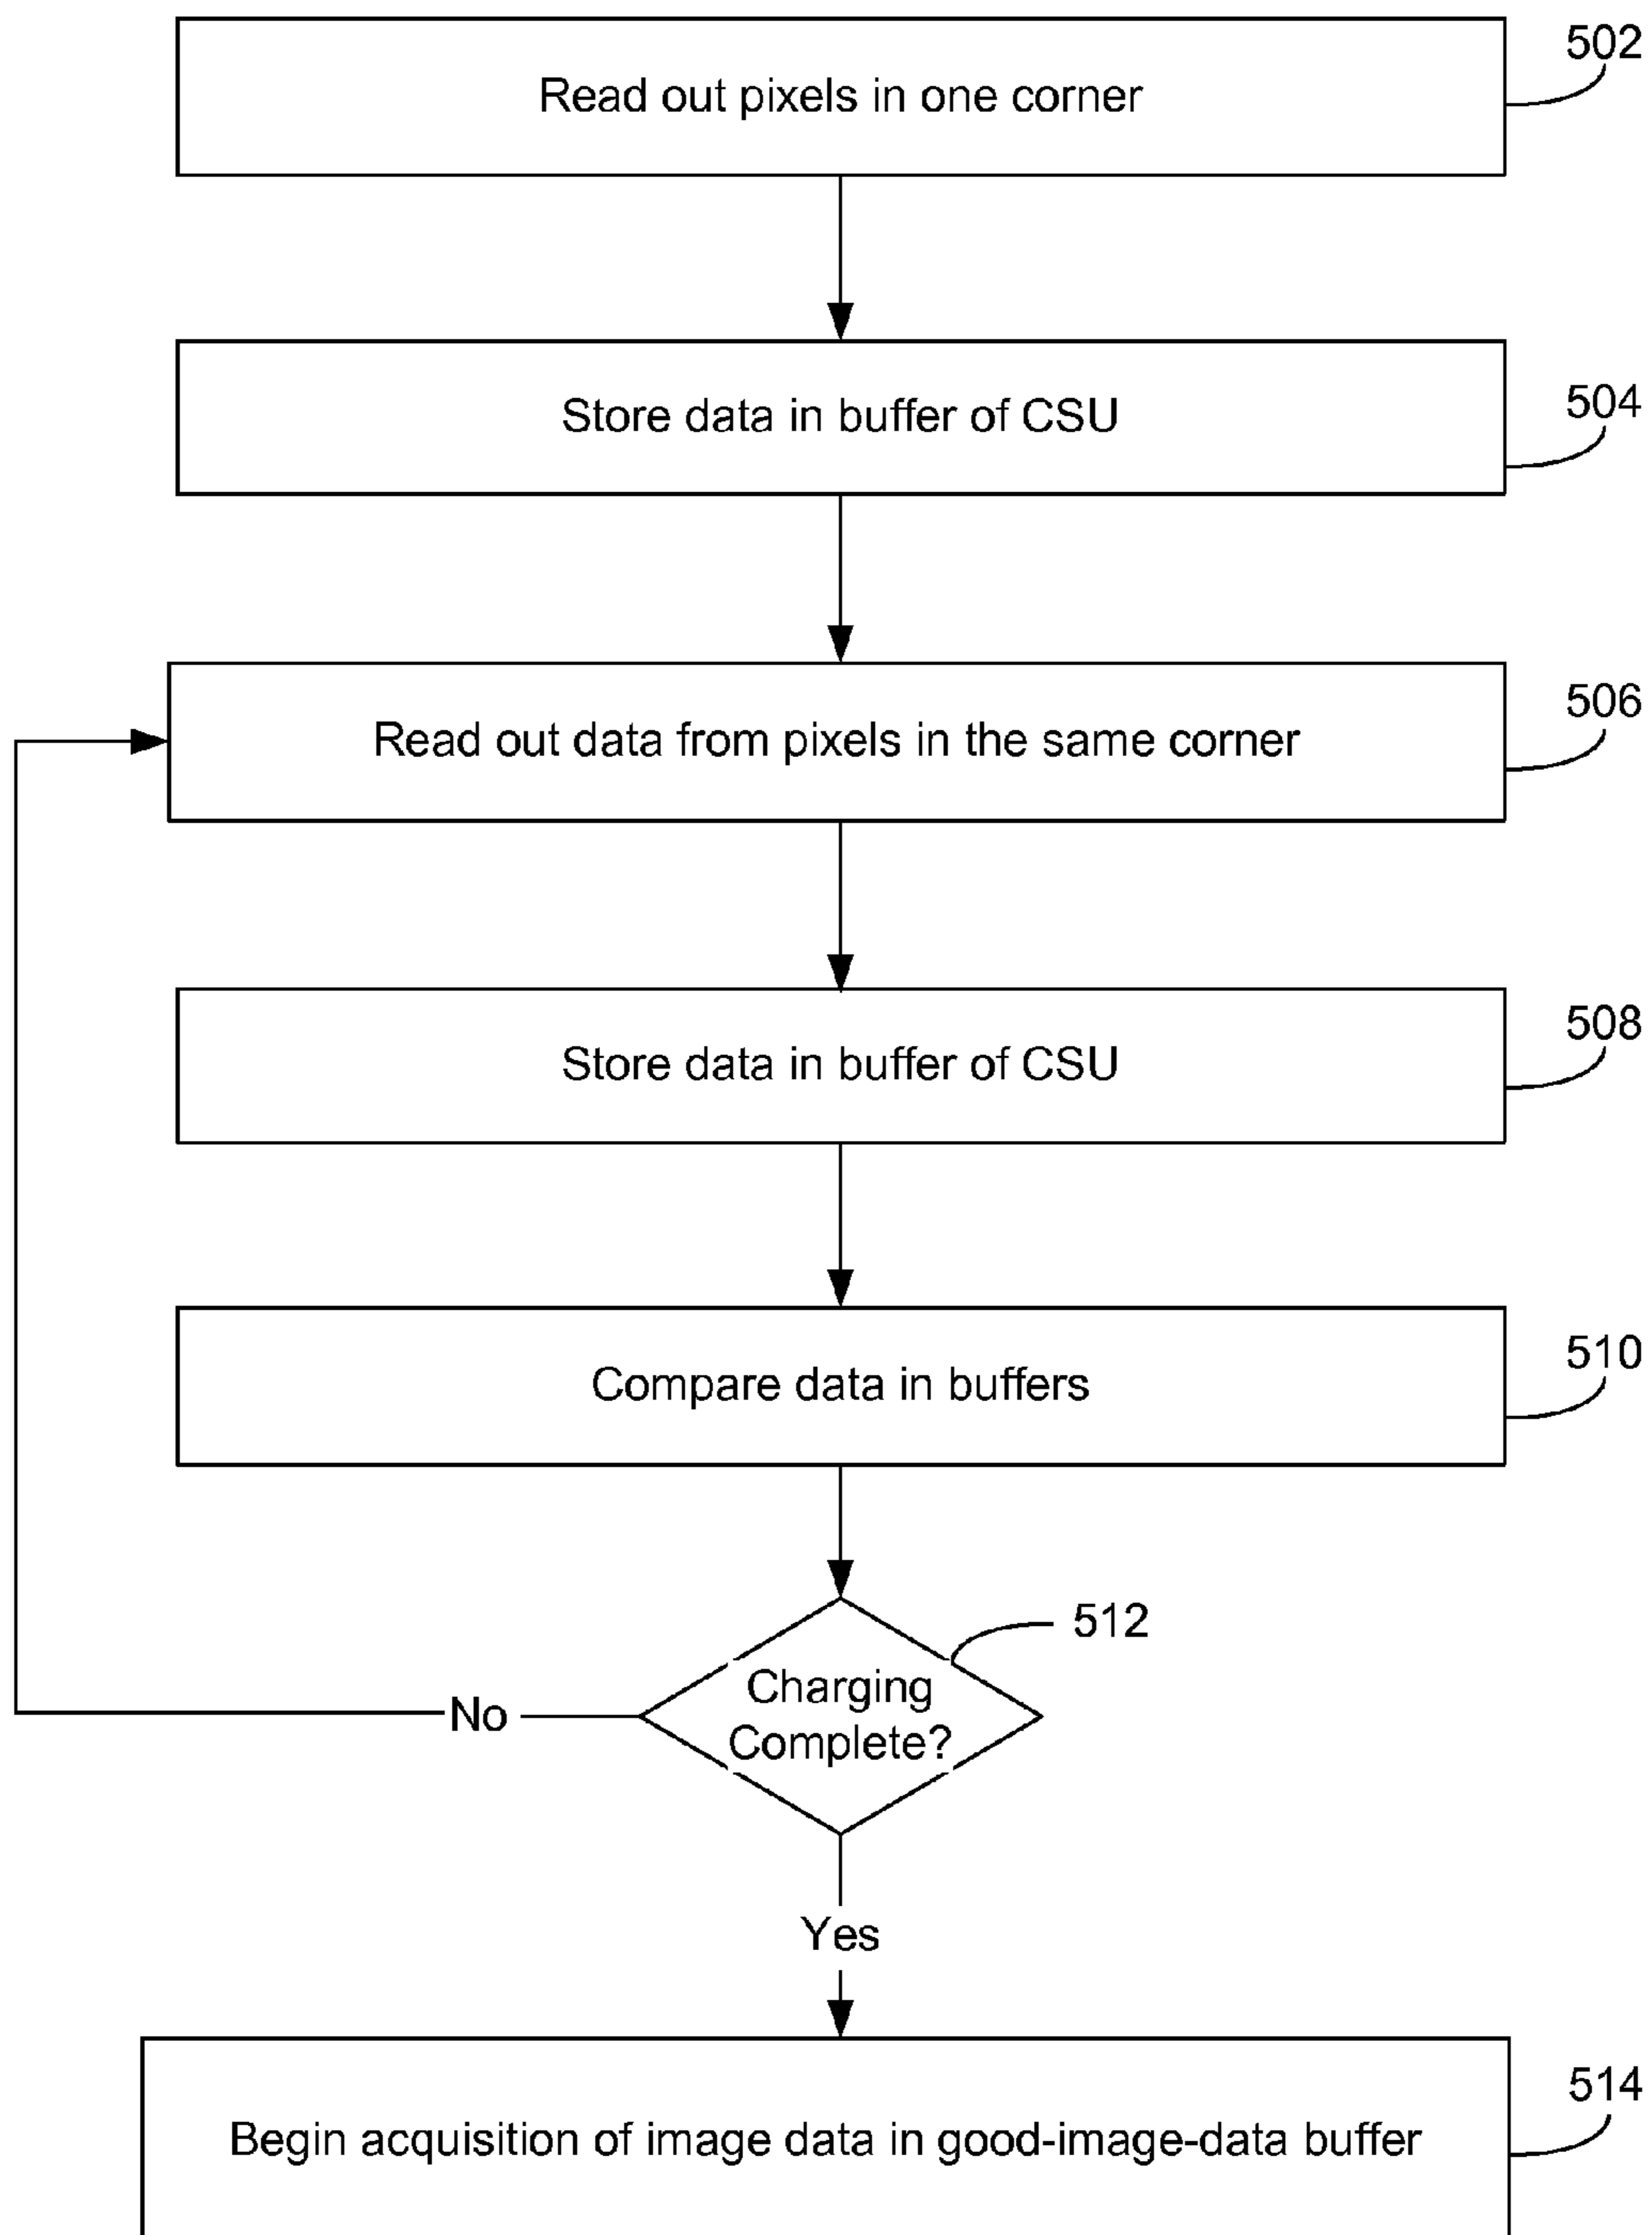 Read out pixels in one corner
502
Store data in buffer of CSU
504
Read out data from pixels in the same corner
506
Store data in buffer of CSU
508
Compare data in buffers
510
512
Charging
Complete?
No
Yes
Begin acquisition of image data in good-image-data buffer
514